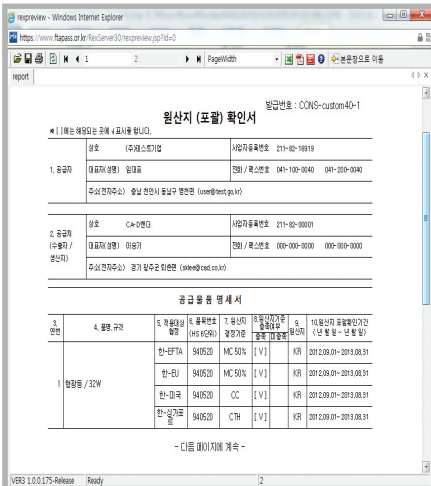 rexpreview - Windows Internet Explorer
https://www.ftapass.or.kr/RexServer30/rexpreview.jsp?id=0
1 2 PageWidth 본문장으로 이동
report
발급번호 : CONS-custom40-1
원산지 (포괄) 확인서
※ [ ]에는 해당되는 곳에 √ 표시를 합니다.
1. 공급자
상호 (주)테스트기업 사업자등록번호 211-82-16919
대표자(성명) 임대표 전화 / 팩스번호 041-100-0040 041-200-0040
주소(전자주소) 충남 천안시 동남구 병천면 (user@test.go.kr)
2. 공급처
(수출자 /
생산자)
상호 CA-O벤더 사업자등록번호 211-82-00001
대표자(성명) 이승기 전화 / 팩스번호 000-000-0000 000-000-0000
주소(전자주소) 경기 광주군 퇴촌면 (sklee@cad.co.kr)
공급물품 명세서
3. 연번 4. 품명,규격 5. 적용대상 협정 6. 품목번호 (HS 6단위) 7. 원산지 결정기준 8.원산지기준 충족여부 충족 미충족 9. 원산지 10.원산지 포괄확인기간 (년 월 일 ~ 년 월 일)
한-EFTA 940520 MC 50% [ V ] KR 2012.09.01~ 2013.08.31
한-EU 940520 MC 50% [ V ] KR 2012.09.01~ 2013.08.31
1 형광등 / 32W
한-미국 940520 CC [ V ] KR 2012.09.01~ 2013.08.31
한-싱가포르 940520 CTH [ V ] KR 2012.09.01~ 2013.08.31
- 다음 페이지에 계속 -
VER3 1.0.0.175-Release Ready 2